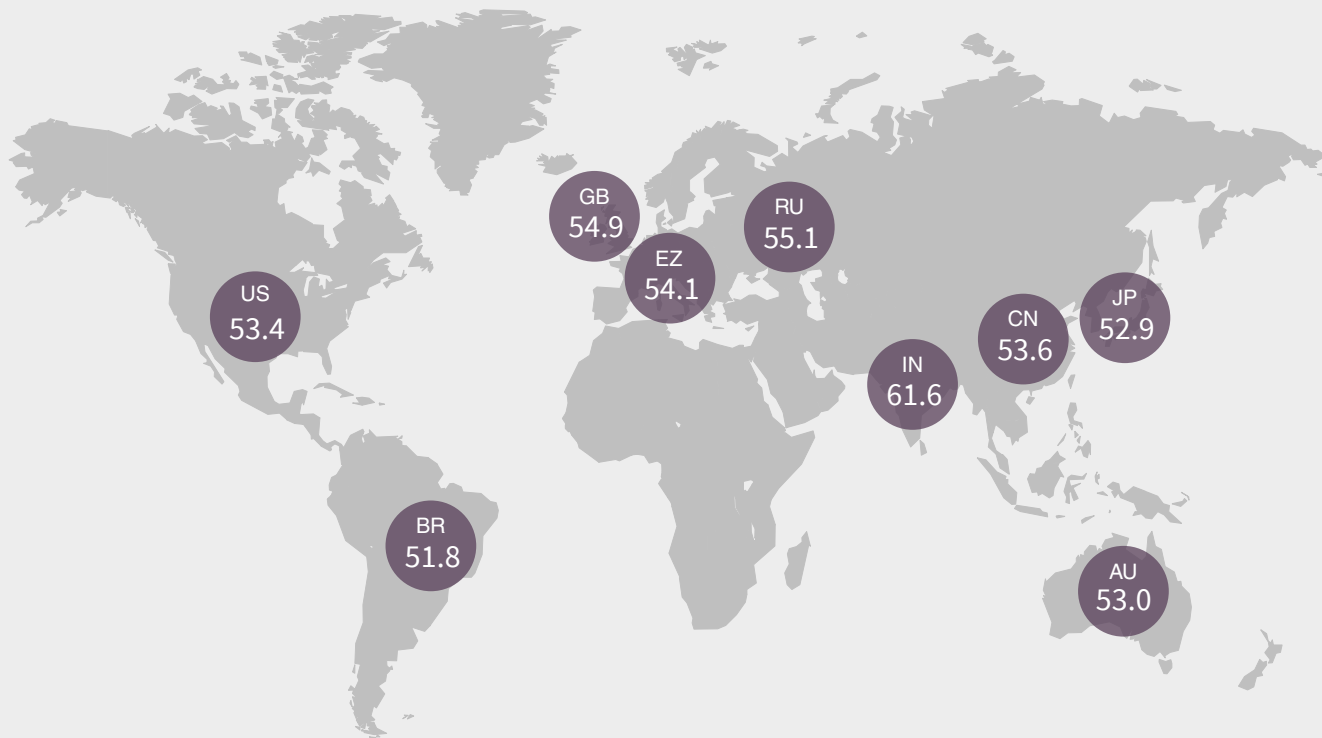 GB
54.9
RU
55.1
EZ
54.1
US
53.4
JP
52.9
CN
53.6
IN
61.6
BR
51.8
AU
53.0